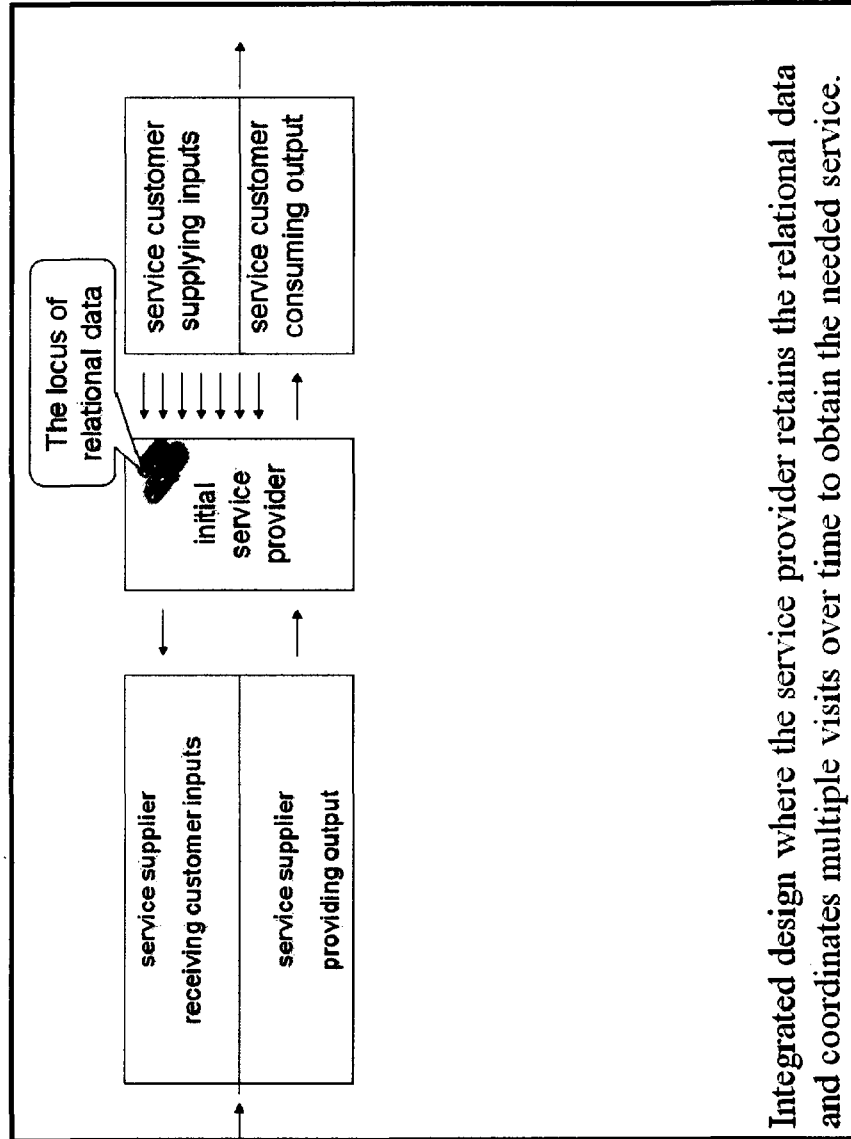 service supplier
receiving customer inputs
service supplier
providing output
initial
service
provider
The locus of
relational data
service customer
supplying inputs
service customer
consuming output
Integrated design where the service provider retains the relational data
and coordinates multiple visits over time to obtain the needed service.